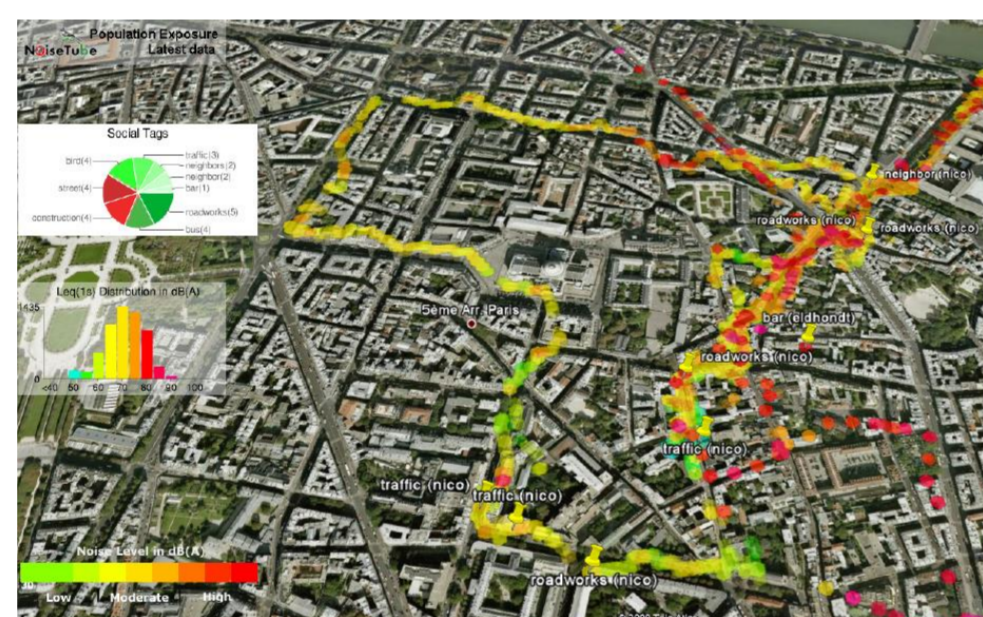 Population Exposure
NoiseTube Latest data
Social Tags
bird(4)
traffic(3)
neighbors(2)
neighbor(2)
street(4)
bar(1)
roadworks(5)
construction(4)
bus(4)
Leq(1s) Distribution in dB(A)
1435
0
<40 50 60 70 80 90 100
5ème Arr. Paris
neighbor (nico)
roadworks (nico)
roadworks (nico)
bar (eldhondt)
roadworks (nico)
traffic (nico)
traffic (nico)
traffic (nico)
roadworks (nico)
Noise Level in dB(A)
Low Moderate High